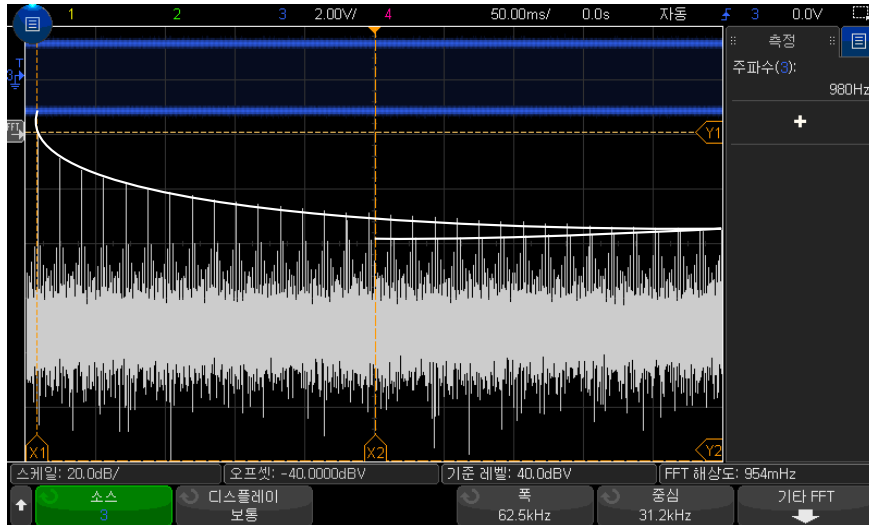 1 2 3 2.00V/ 4 50.00ms/ 0.0s 자동 3 0.0V
측정
주파수(3):
980Hz
+
T
3
FFT
Y1
X1 X2 Y2
스케일: 20.0dB/ 오프셋: -40.0000dBV 기준 레벨: 40.0dBV FFT 해상도: 954mHz
소스 디스플레이 폭 중심 기타 FFT
3 보통 62.5kHz 31.2kHz